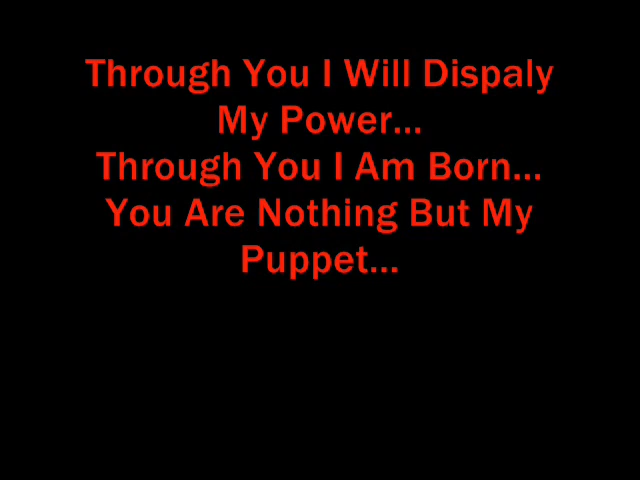 Through You I Will Dispaly
My Power...
Through You I Am Born...
You Are Nothing But My
Puppet...